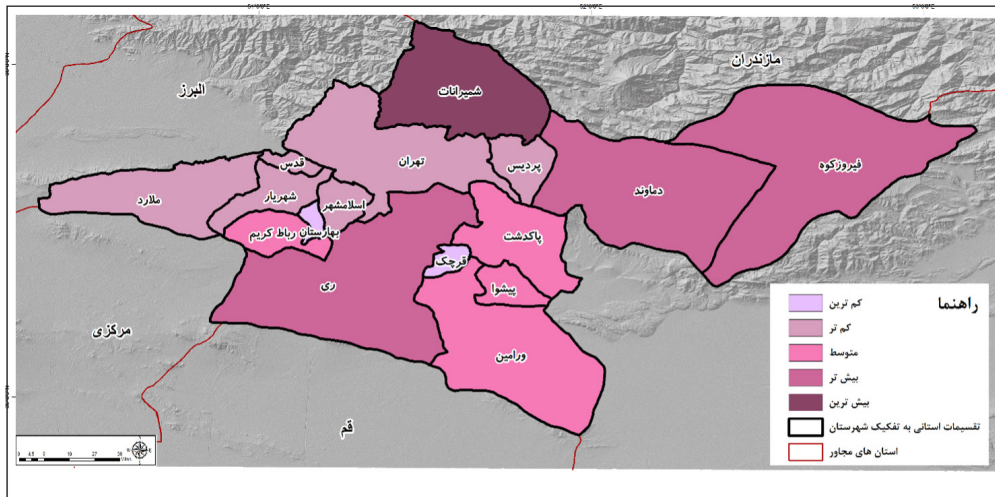 مازندران
البرز
شمیرانات
فیروزکوه
تهران
پردیس
قدس
دماوند
ملارد
شهریار
اسلامشهر
پاکدشت
بهارستان
رباط کریم
قرچک
ری
پیشوا
مرکزی
ورامین
قم
راهنما
کم ترین
کم تر
متوسط
بیش تر
بیش ترین
تقسیمات استانی به تفکیک شهرستان
استان های مجاور